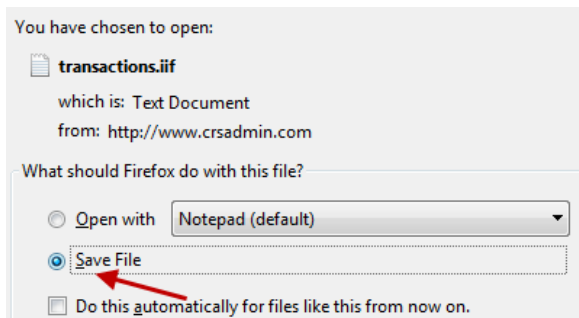 You have chosen to open:
transactions.iif
which is: Text Document
from: http://www.crsadmin.com
What should Firefox do with this file?
Open with Notepad (default)
Save File
Do this automatically for files like this from now on.